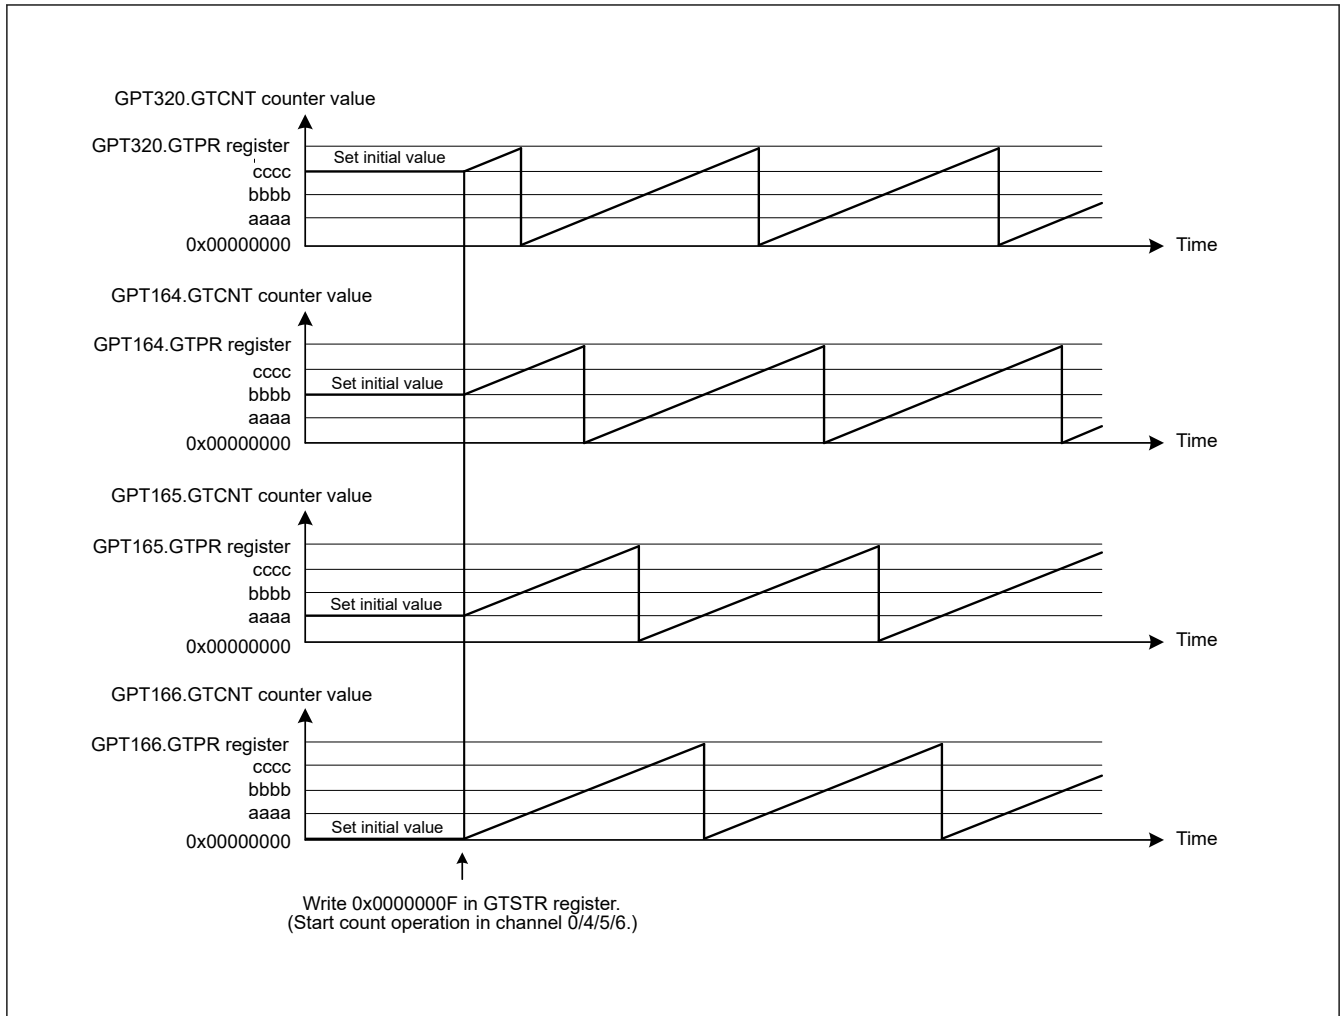 GPT320.GTCNT counter value
GPT320.GTPR register
Set initial value
cccc
bbbb
aaaa
0x00000000
Time
GPT164.GTCNT counter value
GPT164.GTPR register
cccc
Set initial value
bbbb
aaaa
0x00000000
Time
GPT165.GTCNT counter value
GPT165.GTPR register
cccc
bbbb
Set initial value
aaaa
0x00000000
Time
GPT166.GTCNT counter value
GPT166.GTPR register
cccc
bbbb
aaaa
Set initial value
0x00000000
Time
Write 0x0000000F in GTSTR register.
(Start count operation in channel 0/4/5/6.)